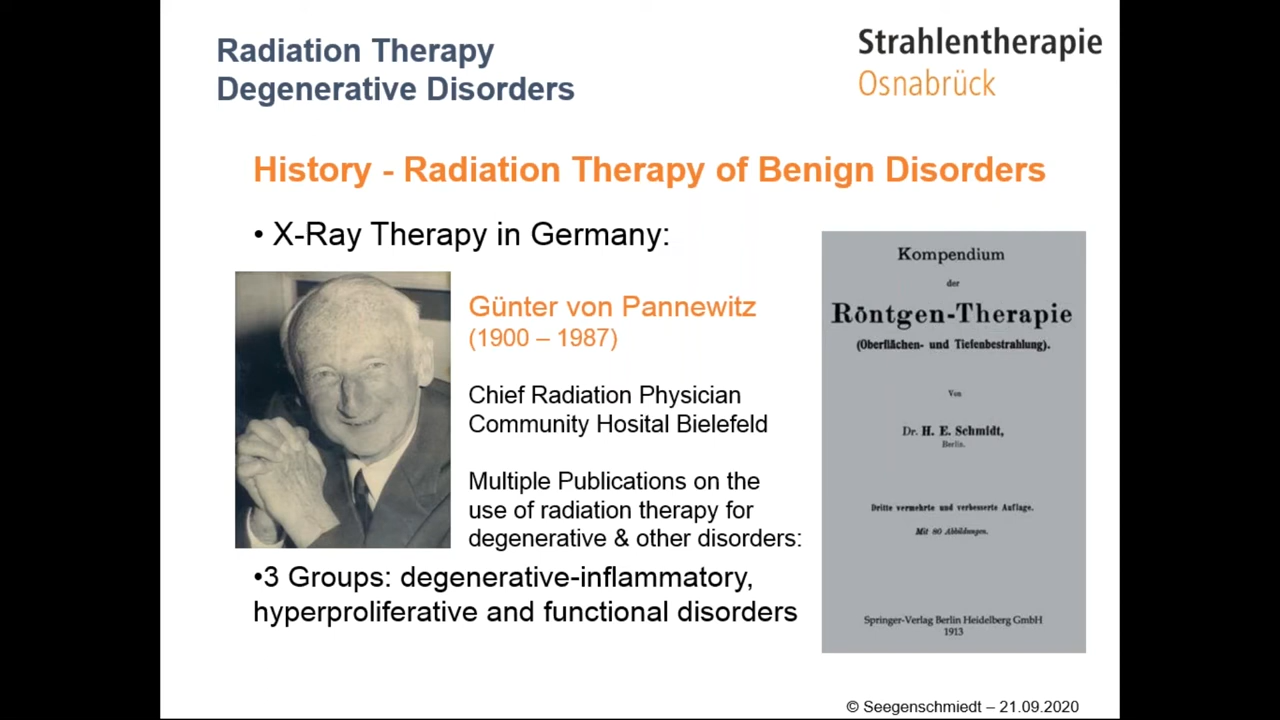 Radiation Therapy
Degenerative Disorders
Strahlentherapie
Osnabrück
History - Radiation Therapy of Benign Disorders
• X-Ray Therapy in Germany:
Günter von Pannewitz
(1900 – 1987)
Chief Radiation Physician
Community Hosital Bielefeld
Multiple Publications on the
use of radiation therapy for
degenerative & other disorders:
•3 Groups: degenerative-inflammatory,
hyperproliferative and functional disorders
Kompendium
der
Röntgen-Therapie
(Oberflächen- und Tiefenbestrahlung).
Von
Dr. H. E. Schmidt,
Berlin.
Dritte vermehrte und verbesserte Auflage.
Mit 80 Abbildungen.
Springer-Verlag Berlin Heidelberg GmbH
1913
© Seegenschmiedt – 21.09.2020